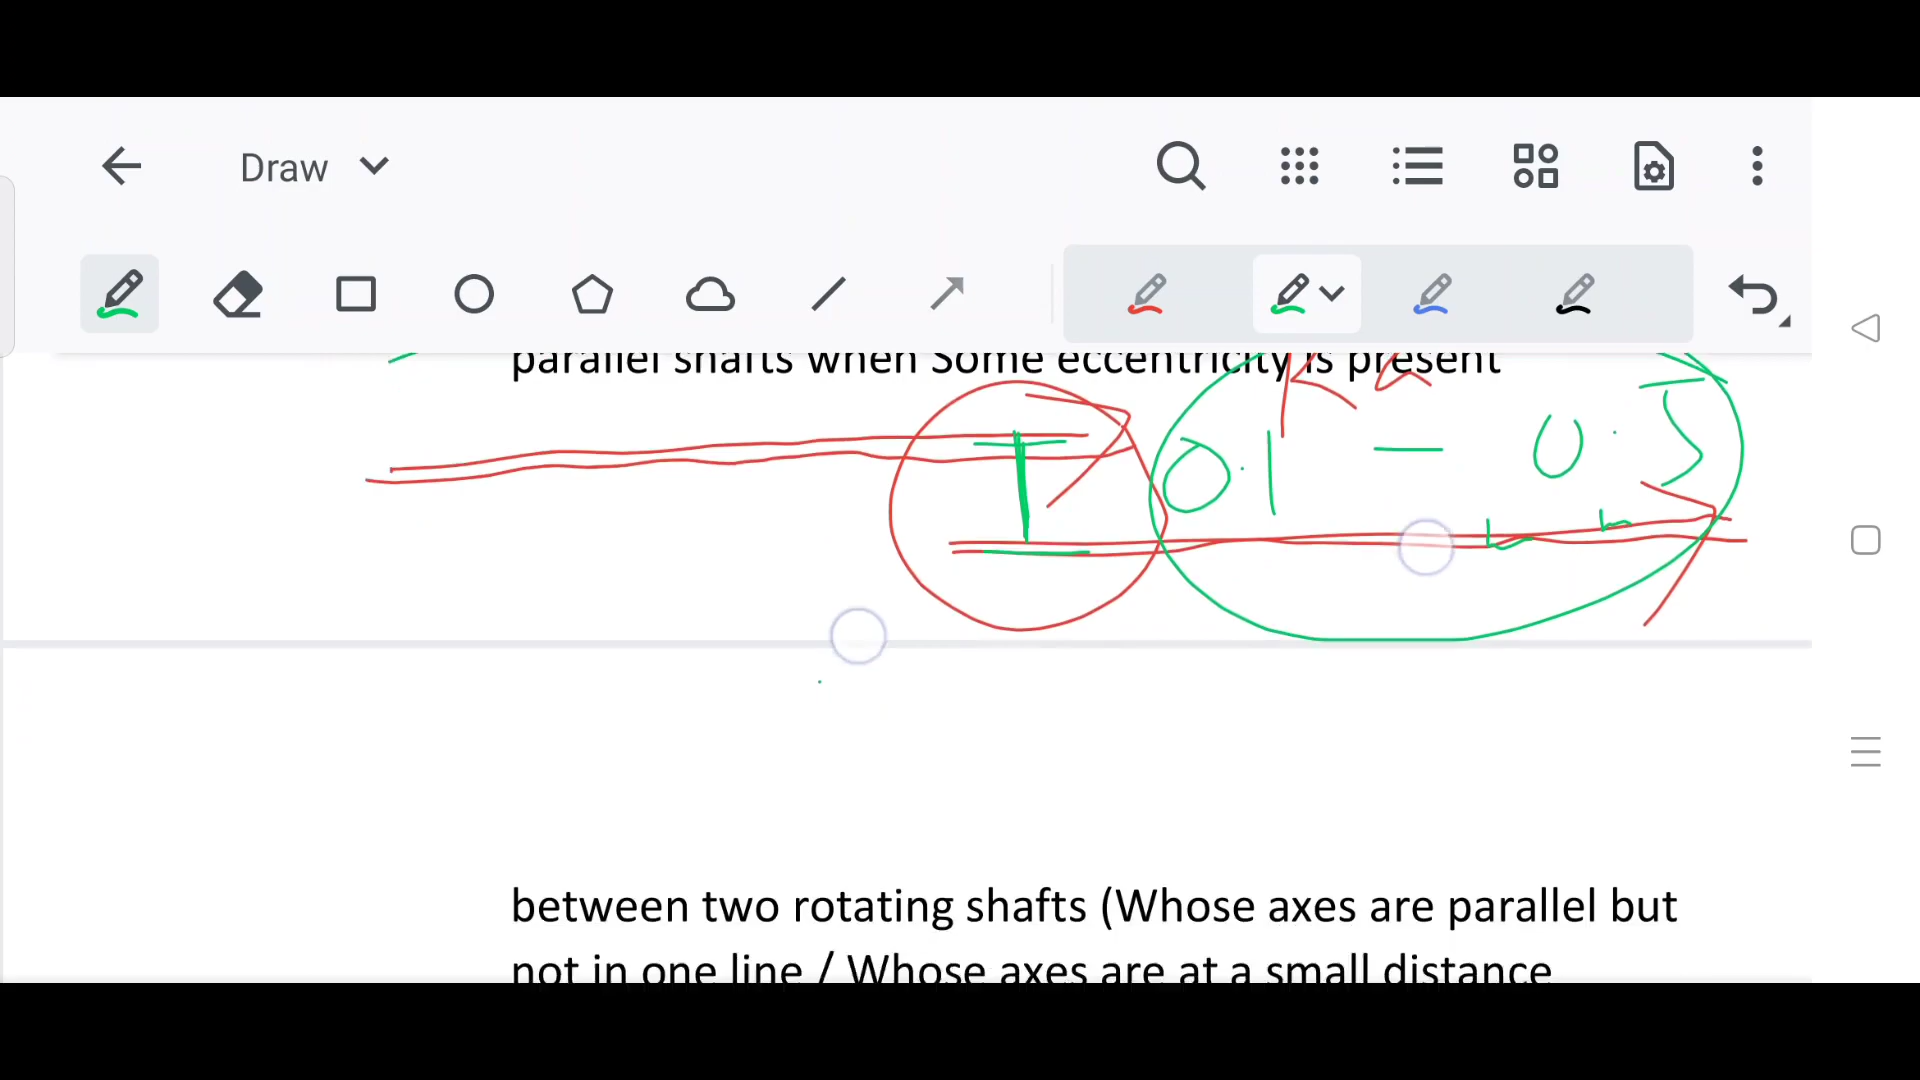 Draw
parallel shafts when Some eccentricity is present
0.1 - 0.5
between two rotating shafts (Whose axes are parallel but
not in one line / Whose axes are at a small distance